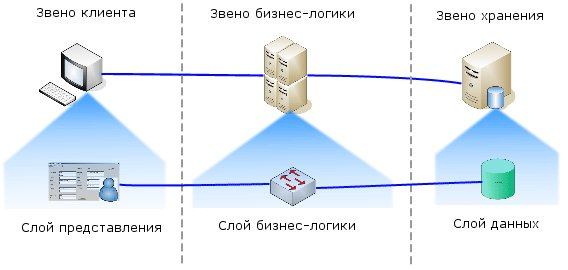 Звено клиента
Звено бизнес-логики
Звено хранения
Слой представления
Слой бизнес-логики
Слой данных